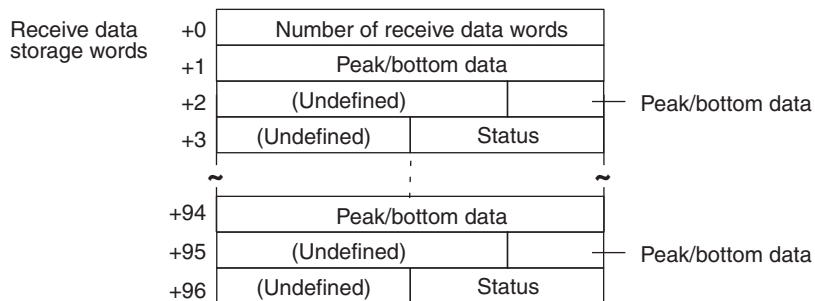 Receive data
storage words
+0 Number of receive data words
+1 Peak/bottom data
+2 (Undefined) Peak/bottom data
+3 (Undefined) Status
~ ~
+94 Peak/bottom data
+95 (Undefined) Peak/bottom data
+96 (Undefined) Status